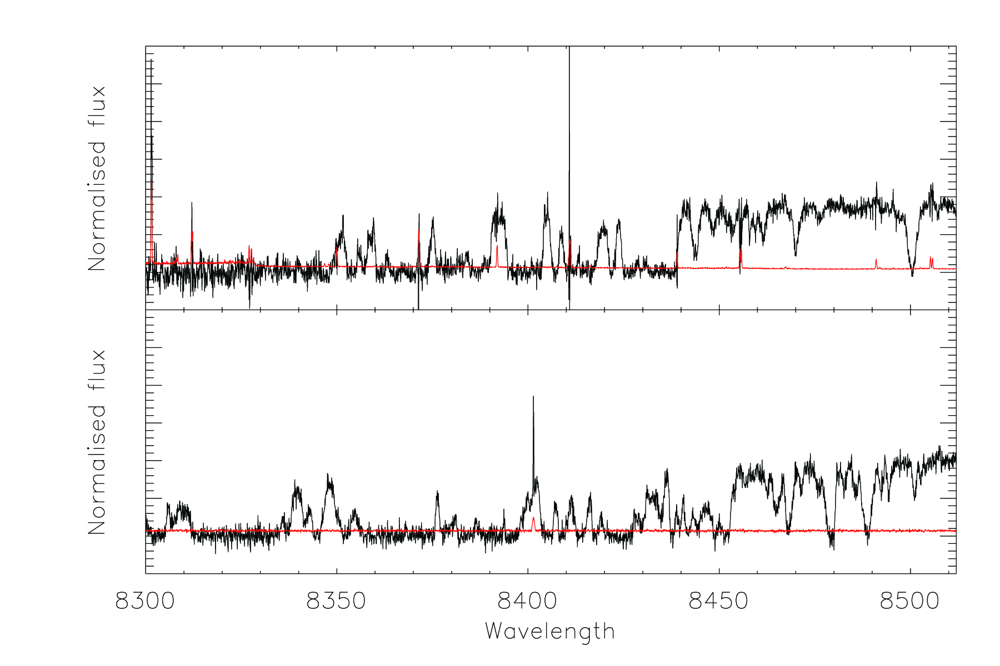 Normalised flux
Normalised flux
8300 8350 8400 8450 8500
Wavelength